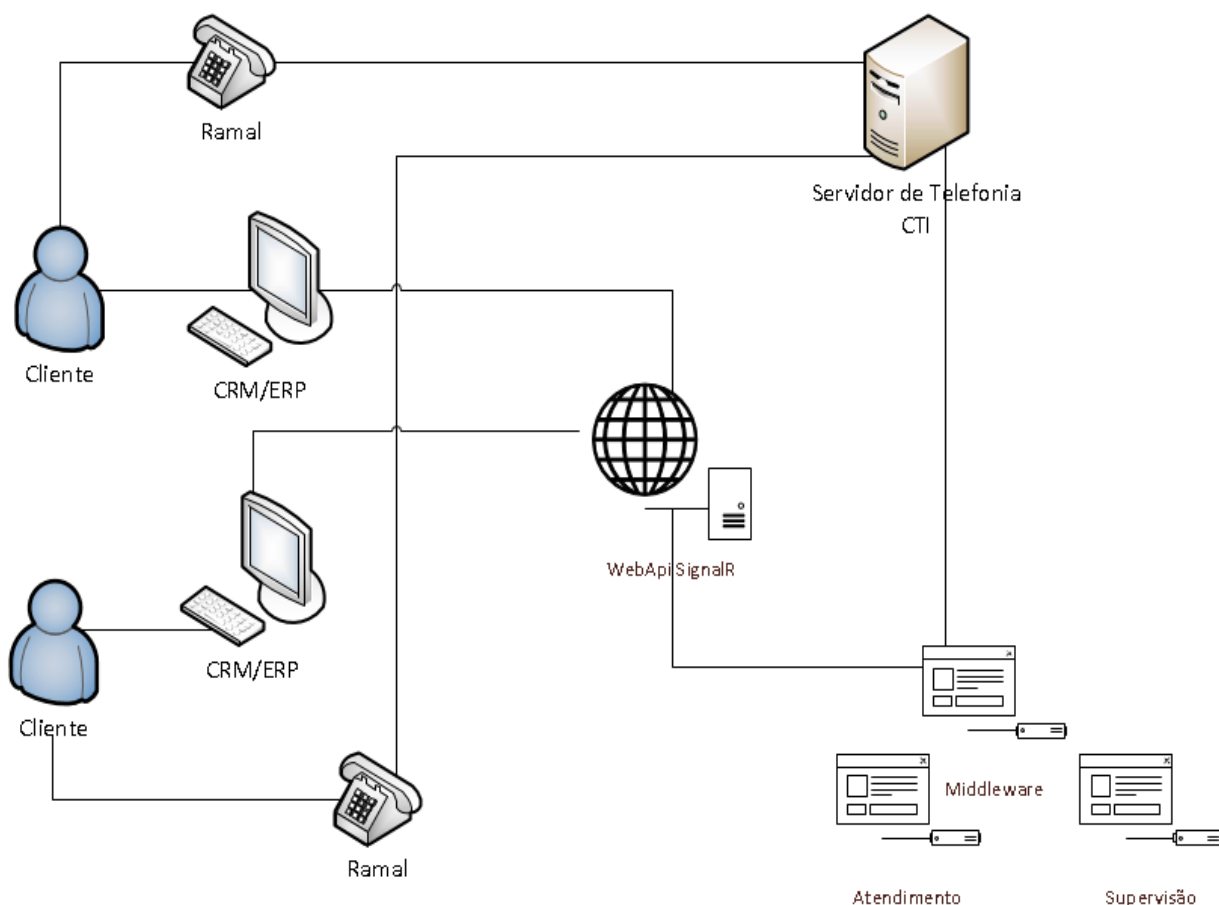 Ramal
Servidor de Telefonia
CTI
Cliente
CRM/ERP
WebApi SignalR
CRM/ERP
Cliente
Middleware
Ramal
Atendimento
Supervisão